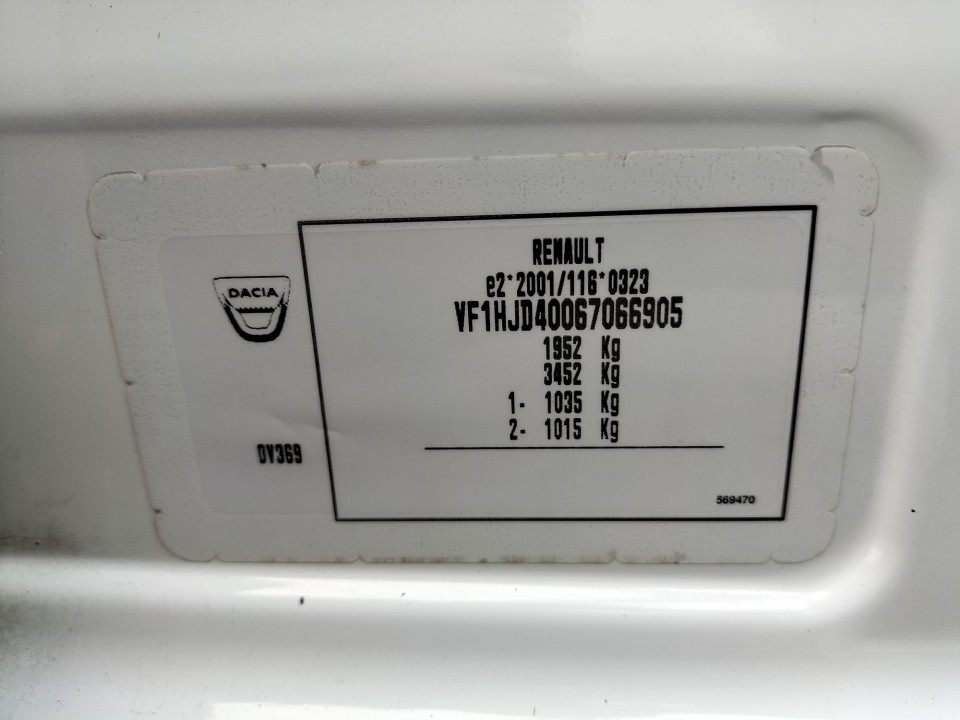 DACIA
RENAULT
e2*2001/116*0323
VF1HJD40067066905
1952 Kg
3452 Kg
1- 1035 Kg
2- 1015 Kg
DV369
569470